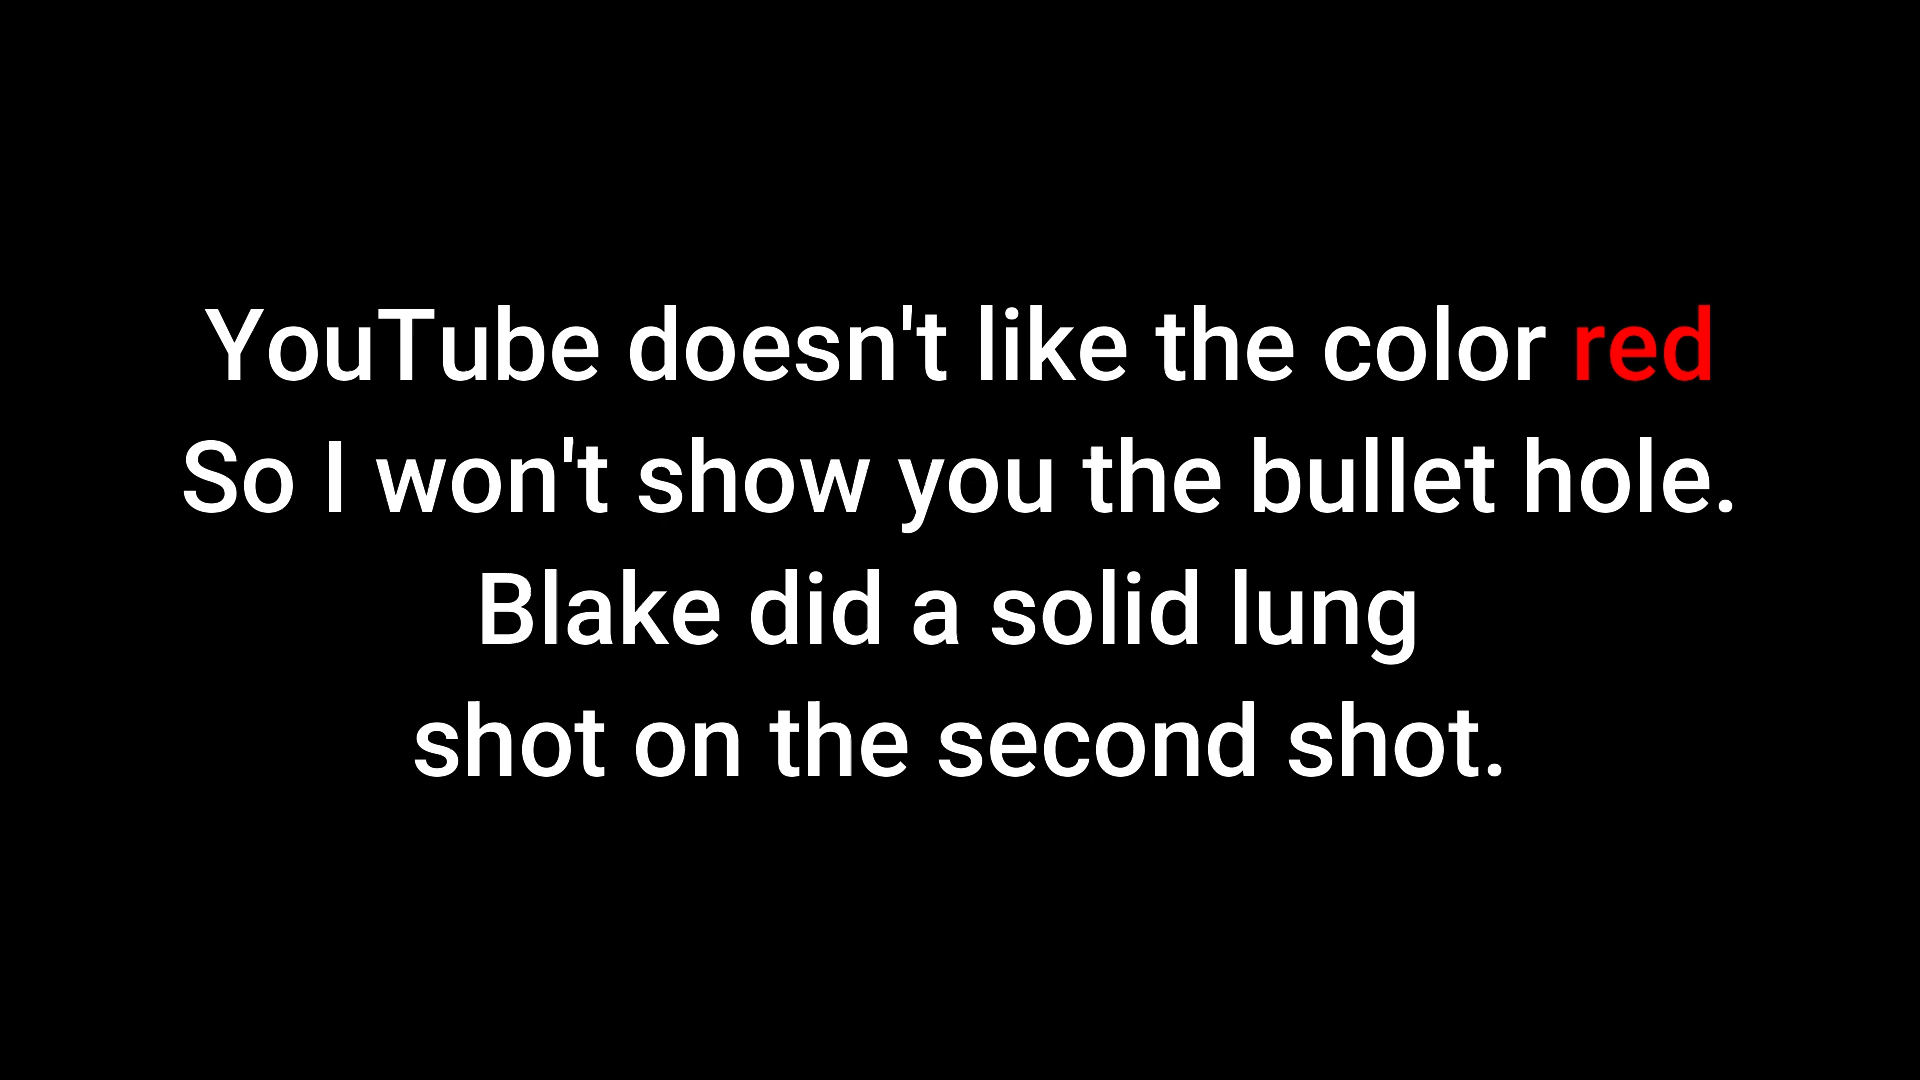 YouTube doesn't like the color red
So I won't show you the bullet hole.
Blake did a solid lung
shot on the second shot.